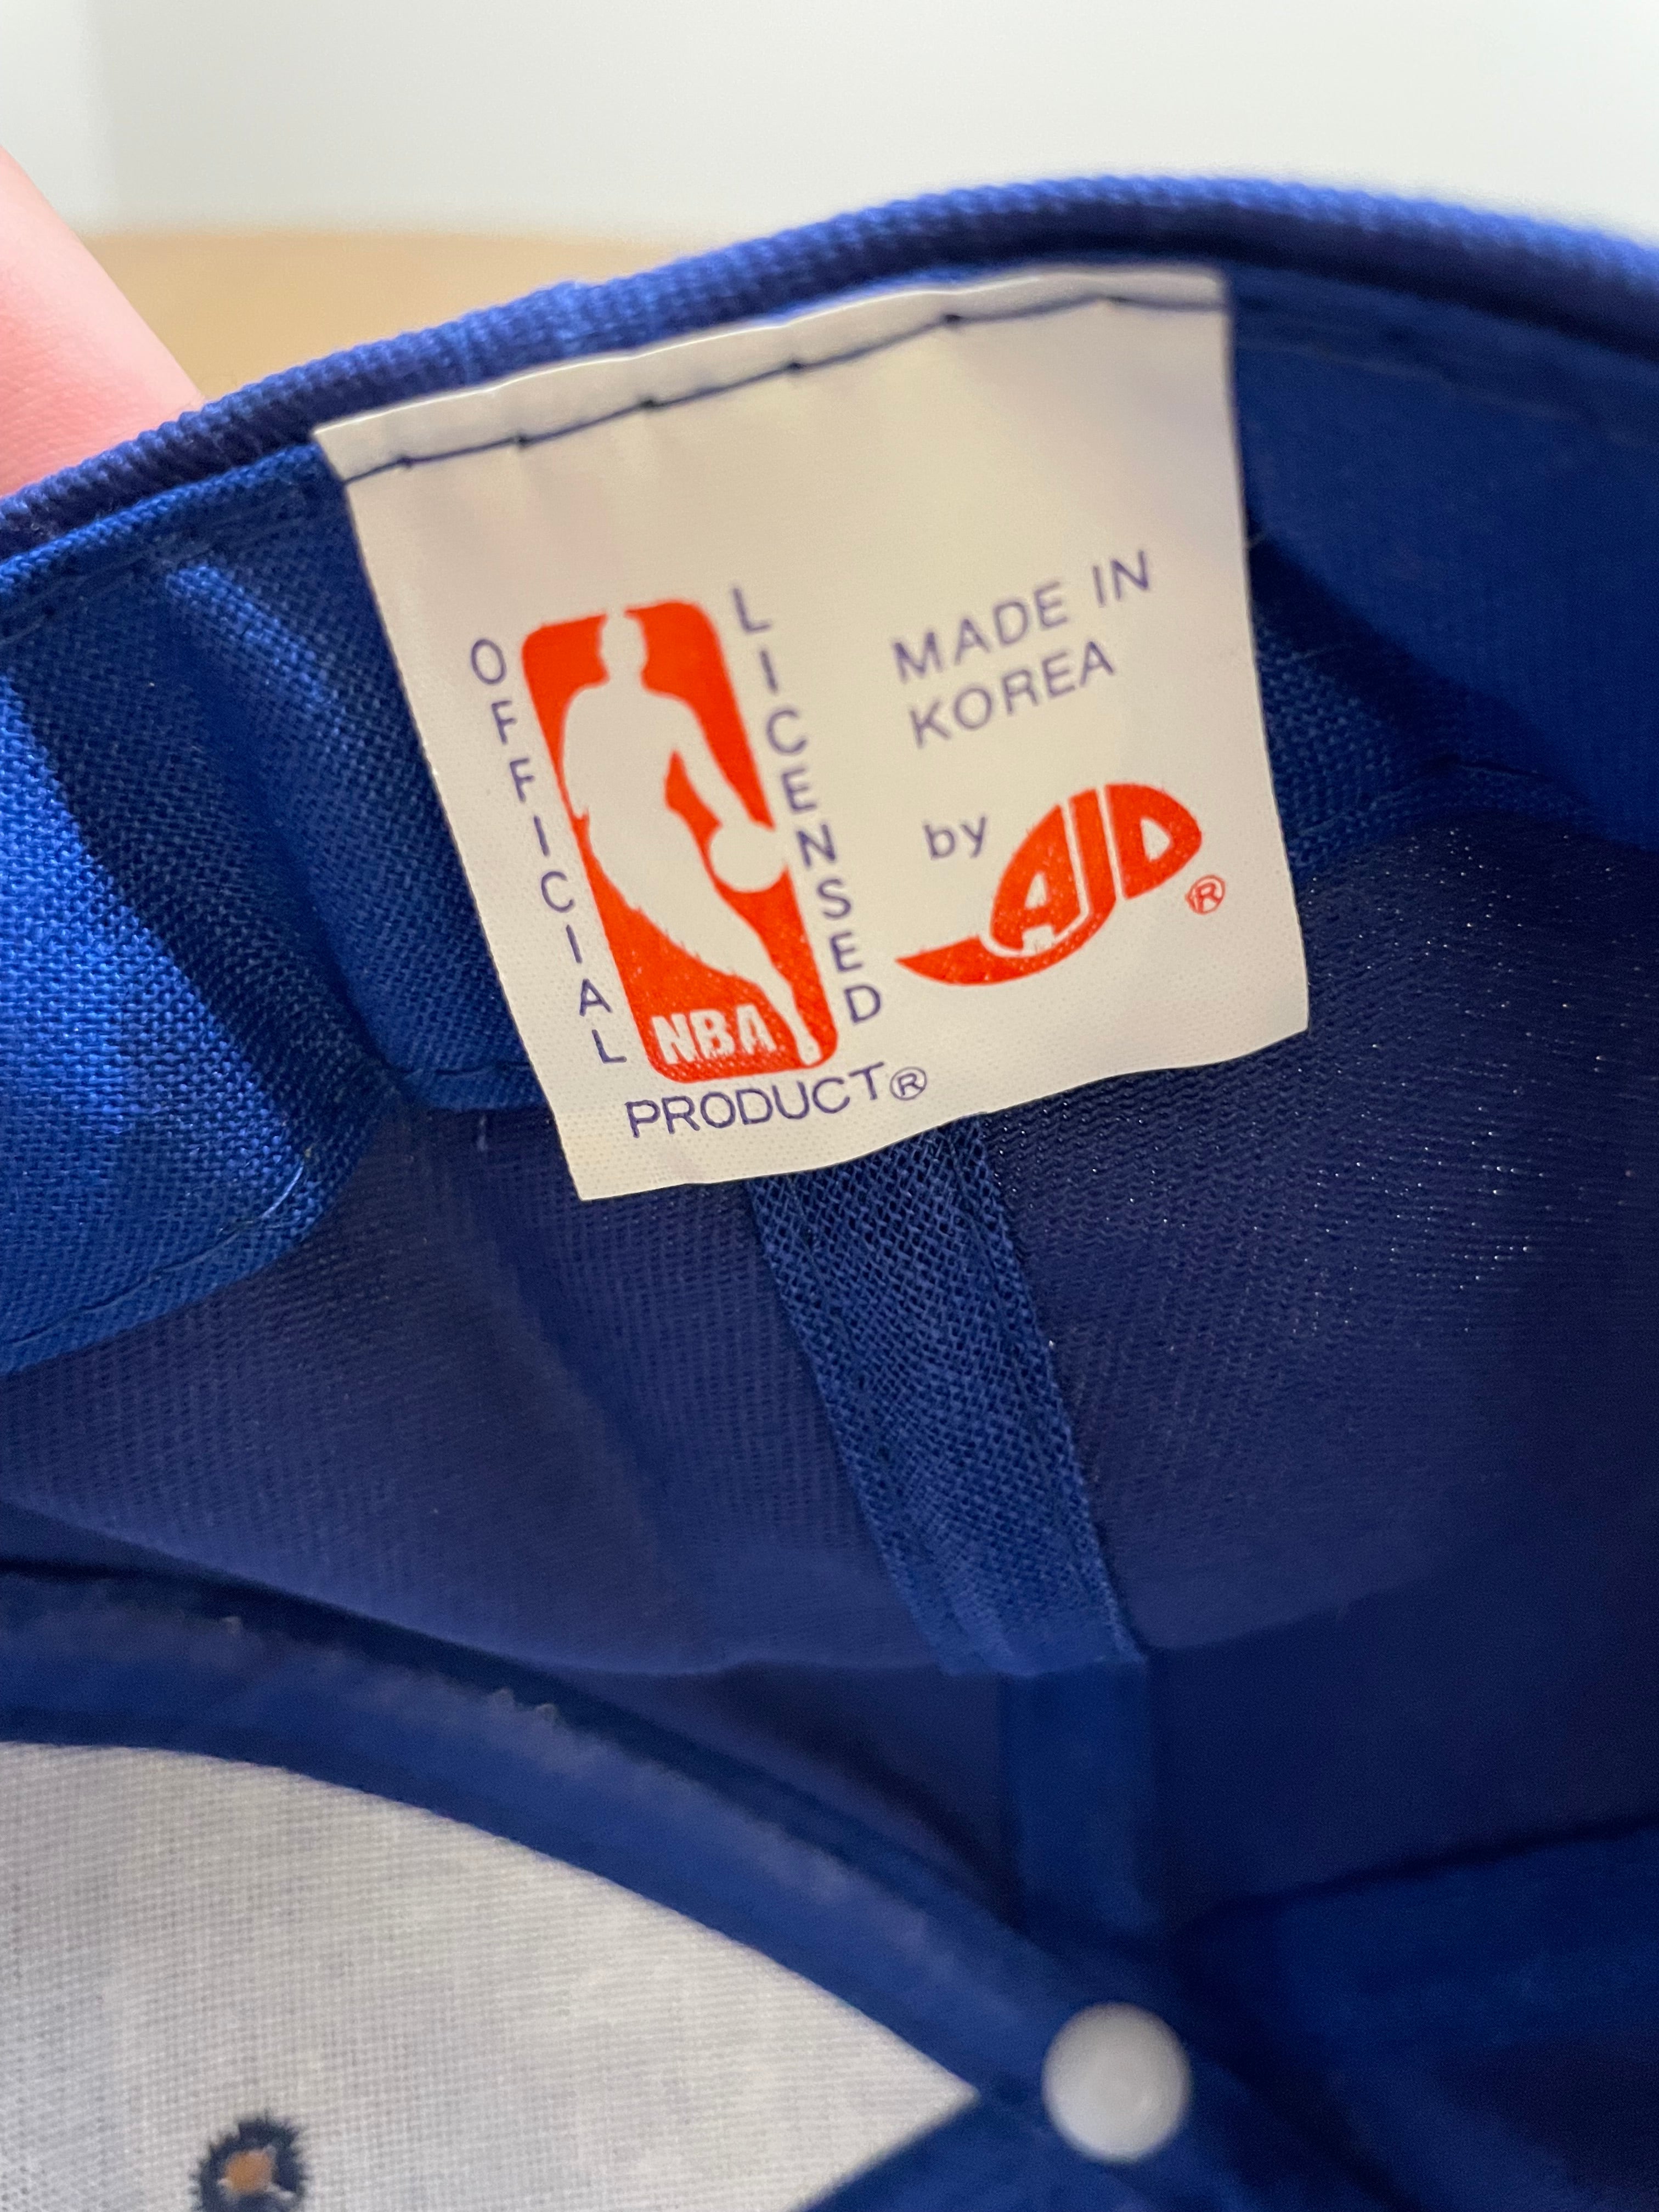 OFFICIAL
LICENSED
NBA
PRODUCT®
MADE IN
KOREA
by AJD®